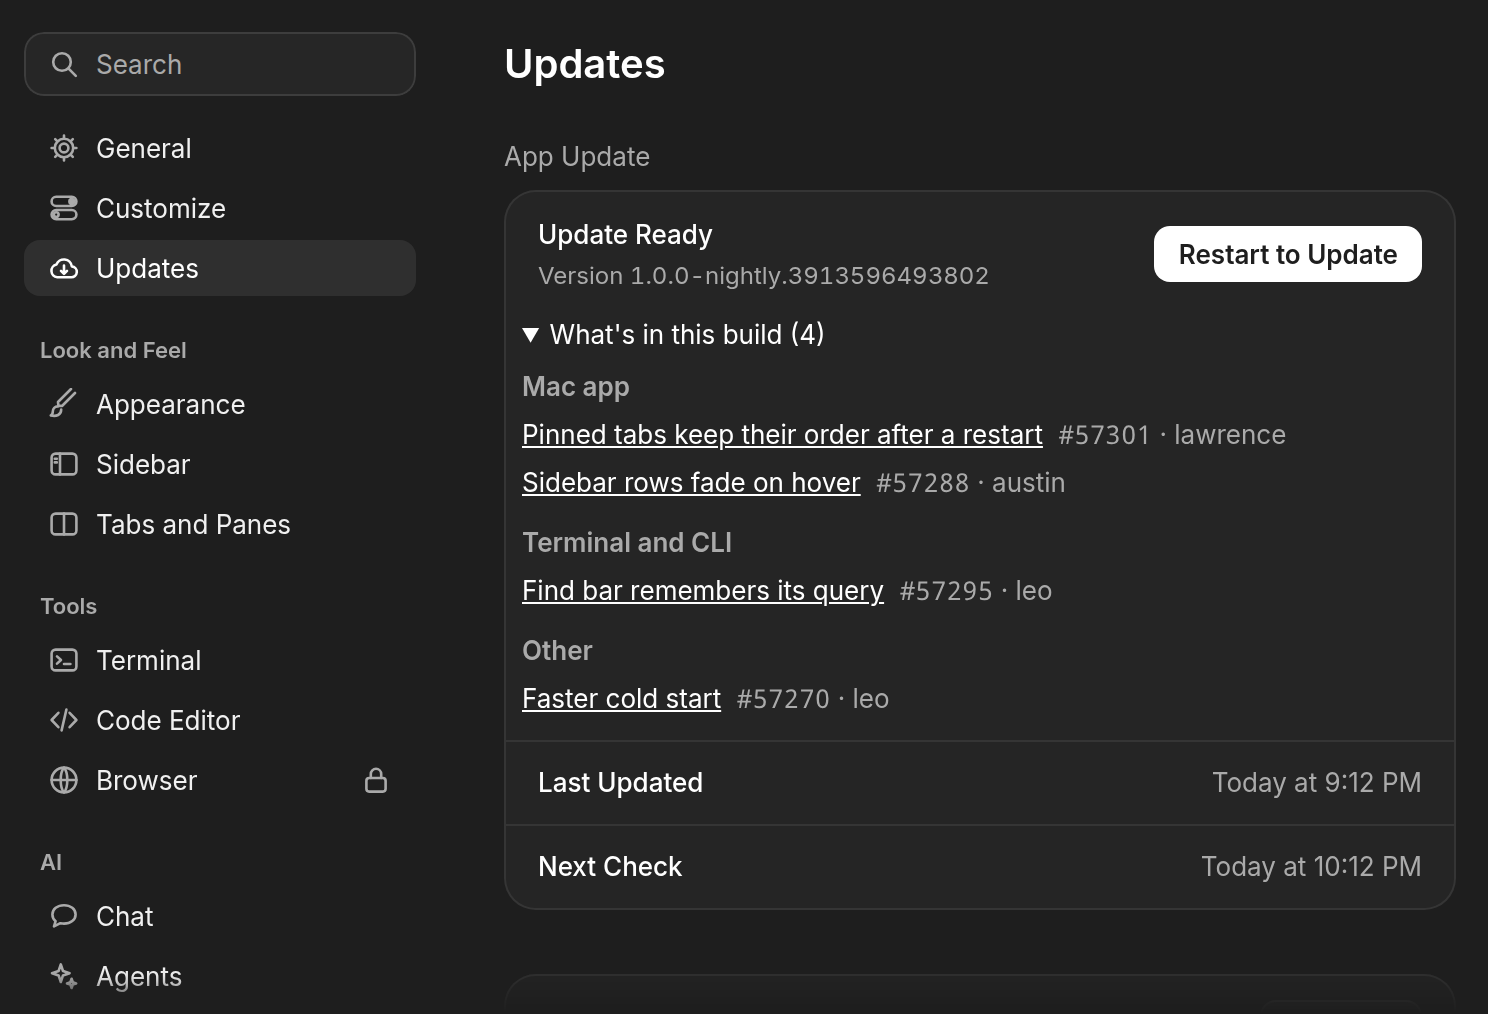 Search
General
Customize
Updates
Look and Feel
Appearance
Sidebar
Tabs and Panes
Tools
Terminal
Code Editor
Browser
AI
Chat
Agents
Updates
App Update
Update Ready
Version 1.0.0-nightly.3913596493802
Restart to Update
▼ What's in this build (4)
Mac app
Pinned tabs keep their order after a restart #57301 · lawrence
Sidebar rows fade on hover #57288 · austin
Terminal and CLI
Find bar remembers its query #57295 · leo
Other
Faster cold start #57270 · leo
Last Updated Today at 9:12 PM
Next Check Today at 10:12 PM